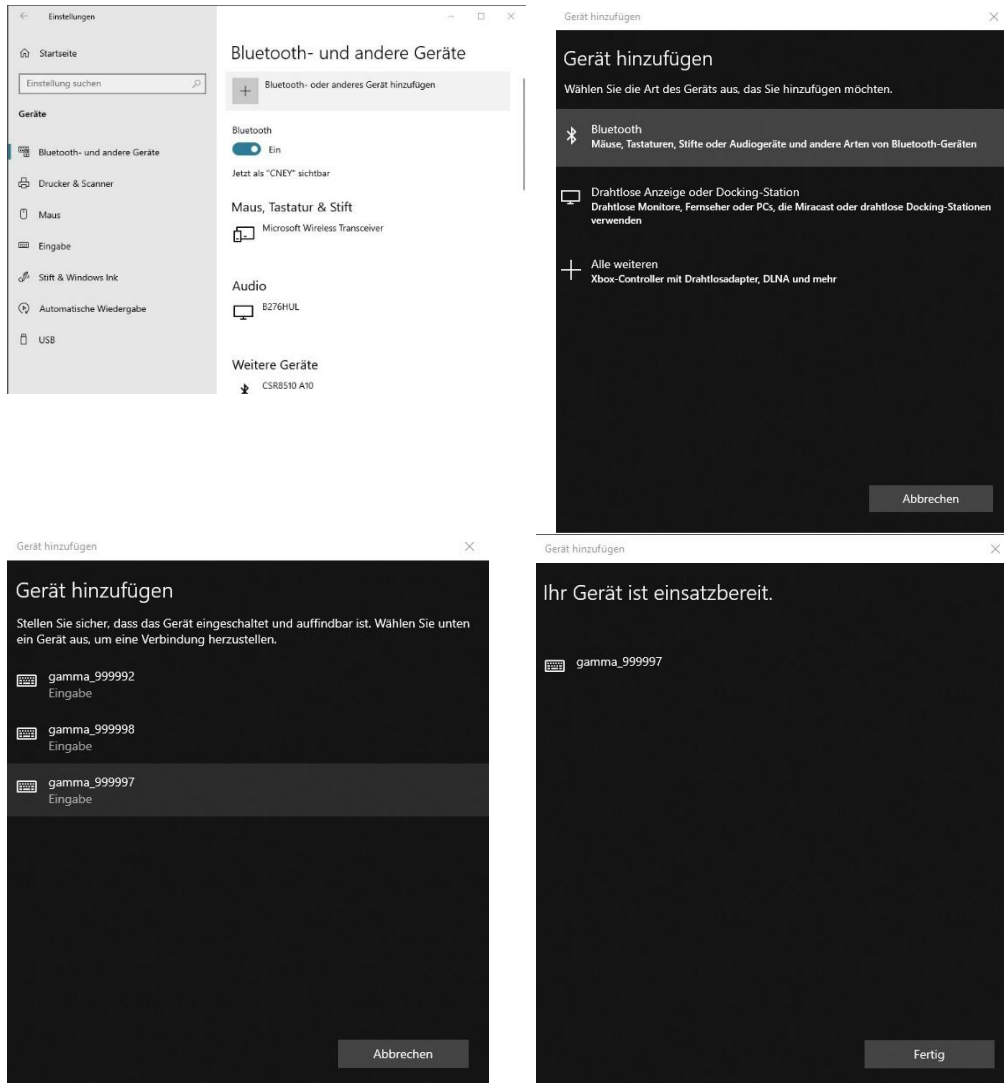 Einstellungen
Startseite
Einstellung suchen
Geräte
Bluetooth- und andere Geräte
Drucker & Scanner
Maus
Eingabe
Stift & Windows Ink
Automatische Wiedergabe
USB
Bluetooth- und andere Geräte
Bluetooth- oder anderes Gerät hinzufügen
Bluetooth
Ein
Jetzt als "CNEY" sichtbar
Maus, Tastatur & Stift
Microsoft Wireless Transceiver
Audio
B276HUL
Weitere Geräte
CSR8510 A10
Gerät hinzufügen
Gerät hinzufügen
Wählen Sie die Art des Geräts aus, das Sie hinzufügen möchten.
Bluetooth
Mäuse, Tastaturen, Stifte oder Audiogeräte und andere Arten von Bluetooth-Geräten
Drahtlose Anzeige oder Docking-Station
Drahtlose Monitore, Fernseher oder PCs, die Miracast oder drahtlose Docking-Stationen
verwenden
Alle weiteren
Xbox-Controller mit Drahtlosadapter, DLNA und mehr
Abbrechen
Gerät hinzufügen
Gerät hinzufügen
Stellen Sie sicher, dass das Gerät eingeschaltet und auffindbar ist. Wählen Sie unten
ein Gerät aus, um eine Verbindung herzustellen.
gamma_999992
Eingabe
gamma_999998
Eingabe
gamma_999997
Eingabe
Abbrechen
Gerät hinzufügen
Ihr Gerät ist einsatzbereit.
gamma_999997
Fertig